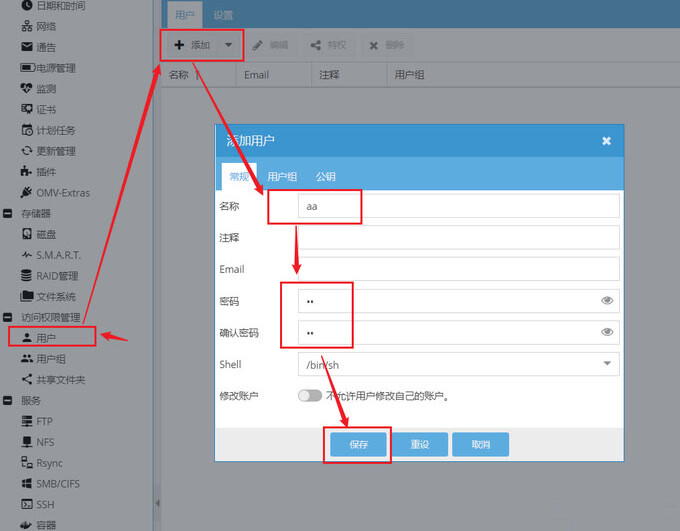 日期和时间
网络
通告
电源管理
监测
证书
计划任务
更新管理
插件
OMV-Extras
存储器
磁盘
S.M.A.R.T.
RAID管理
文件系统
访问权限管理
用户
用户组
共享文件夹
服务
FTP
NFS
Rsync
SMB/CIFS
SSH
容器
用户 设置
添加 编辑 特权 删除
名称 Email 注释 用户组
添加用户
常规 用户组 公钥
名称 aa
注释
Email
密码 ••
确认密码 ••
Shell /bin/sh
修改账户 不允许用户修改自己的账户。
保存 重设 取消